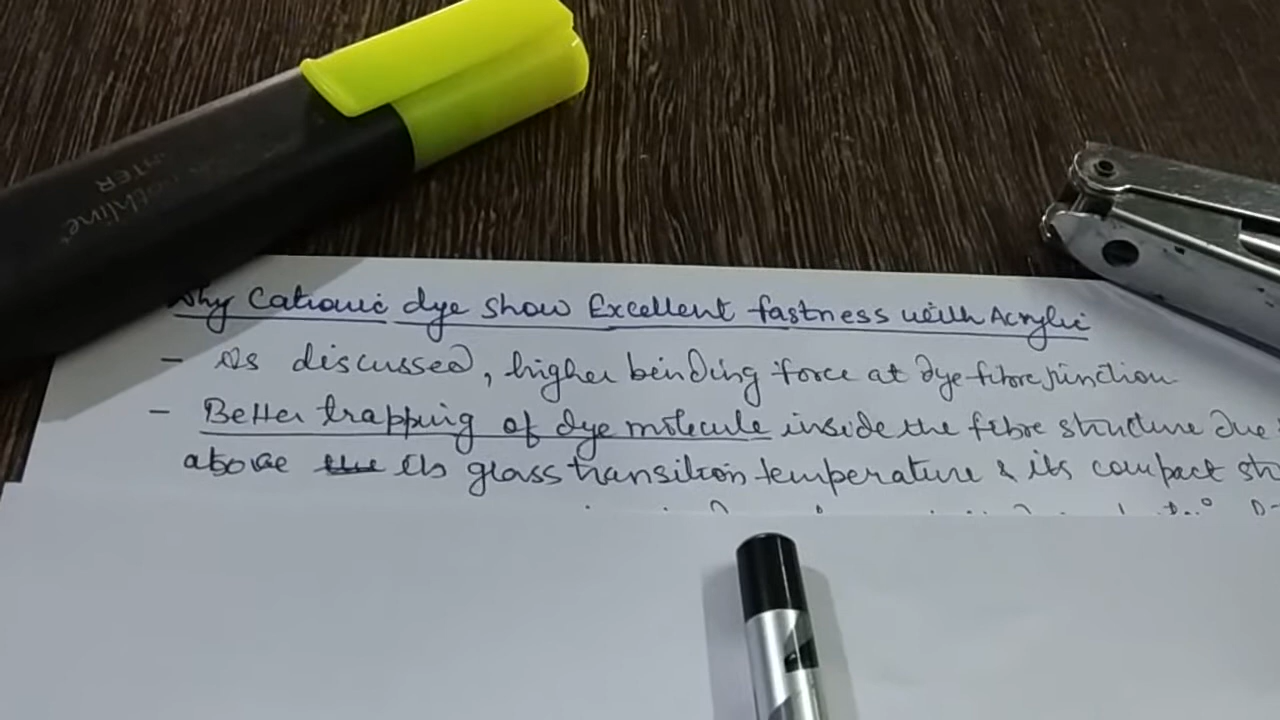 Why Cationic dye show Excellent fastness with Acrylic
- As discussed, higher binding force at dye fibre junction
- Better trapping of dye molecule inside the fibre structure due
above the its glass transition temperature & its compact